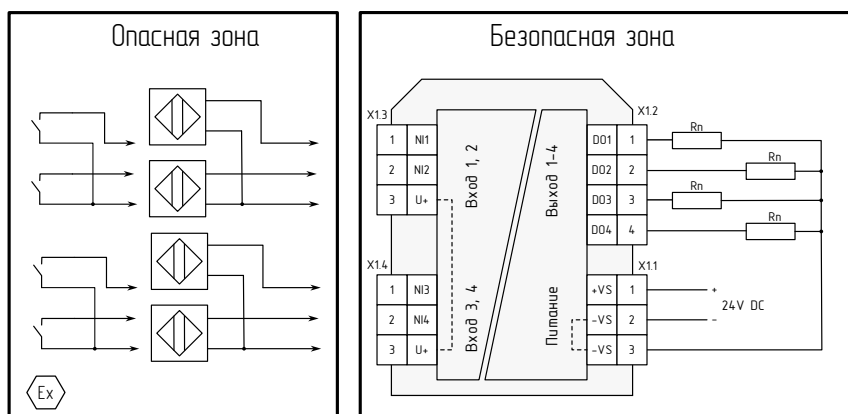 Опасная зона
Ex
Безопасная зона
X1.3
1 NI1
2 NI2
3 U+
Вход 1, 2
X1.4
1 NI3
2 NI4
3 U+
Вход 3, 4
X1.2
DO1 1
DO2 2
DO3 3
DO4 4
Выход 1-4
Rn
Rn
Rn
Rn
X1.1
+VS 1
-VS 2
-VS 3
Питание
+
24V DC
-